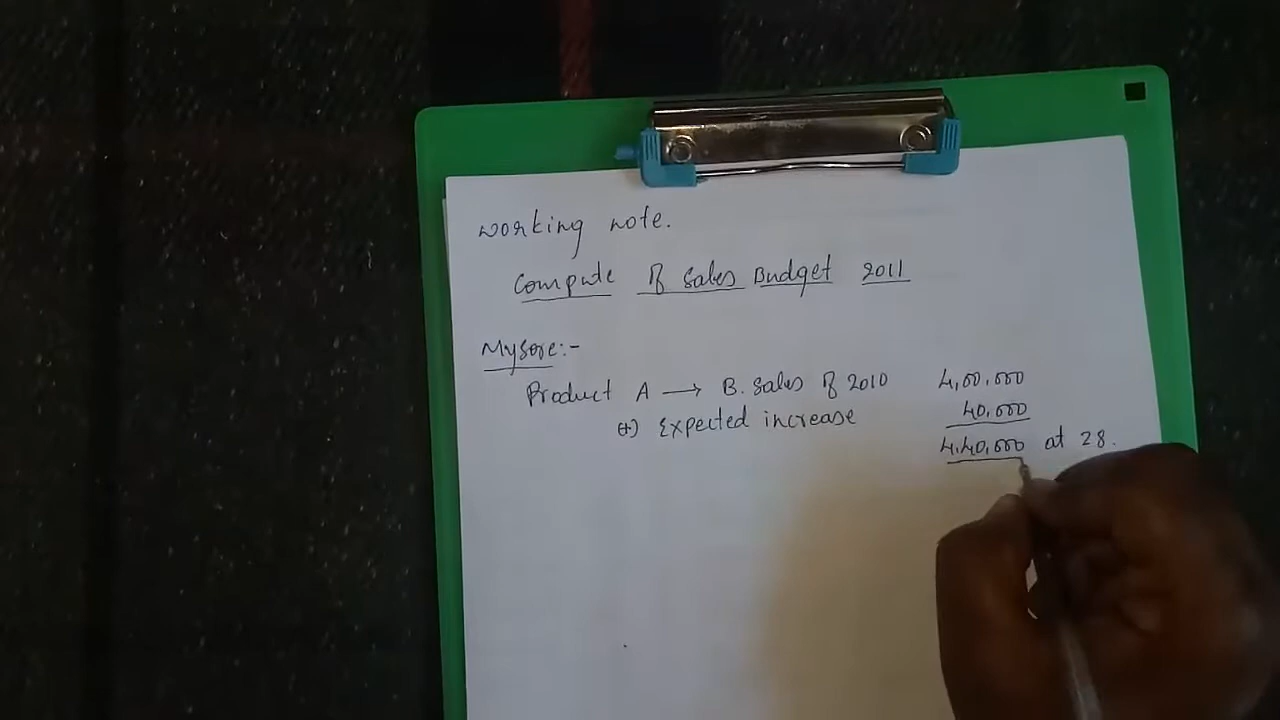 working note.
Compute of Sales Budget 2011
Mysore:-
Product A → B. Sales of 2010 4,00,000
(+) Expected increase 40,000
4,40,000 at 28.